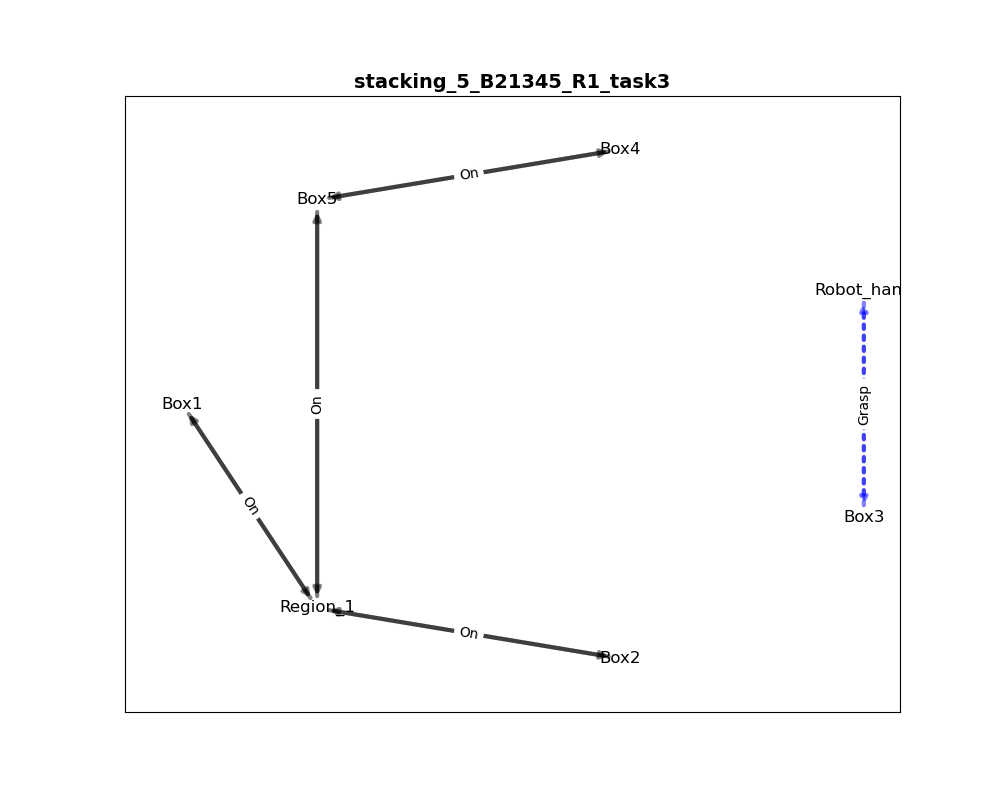 stacking_5_B21345_R1_task3
Box4
On
Box5
Robot_han
On
Grasp
Box1
On
Box3
Region_1
On
Box2